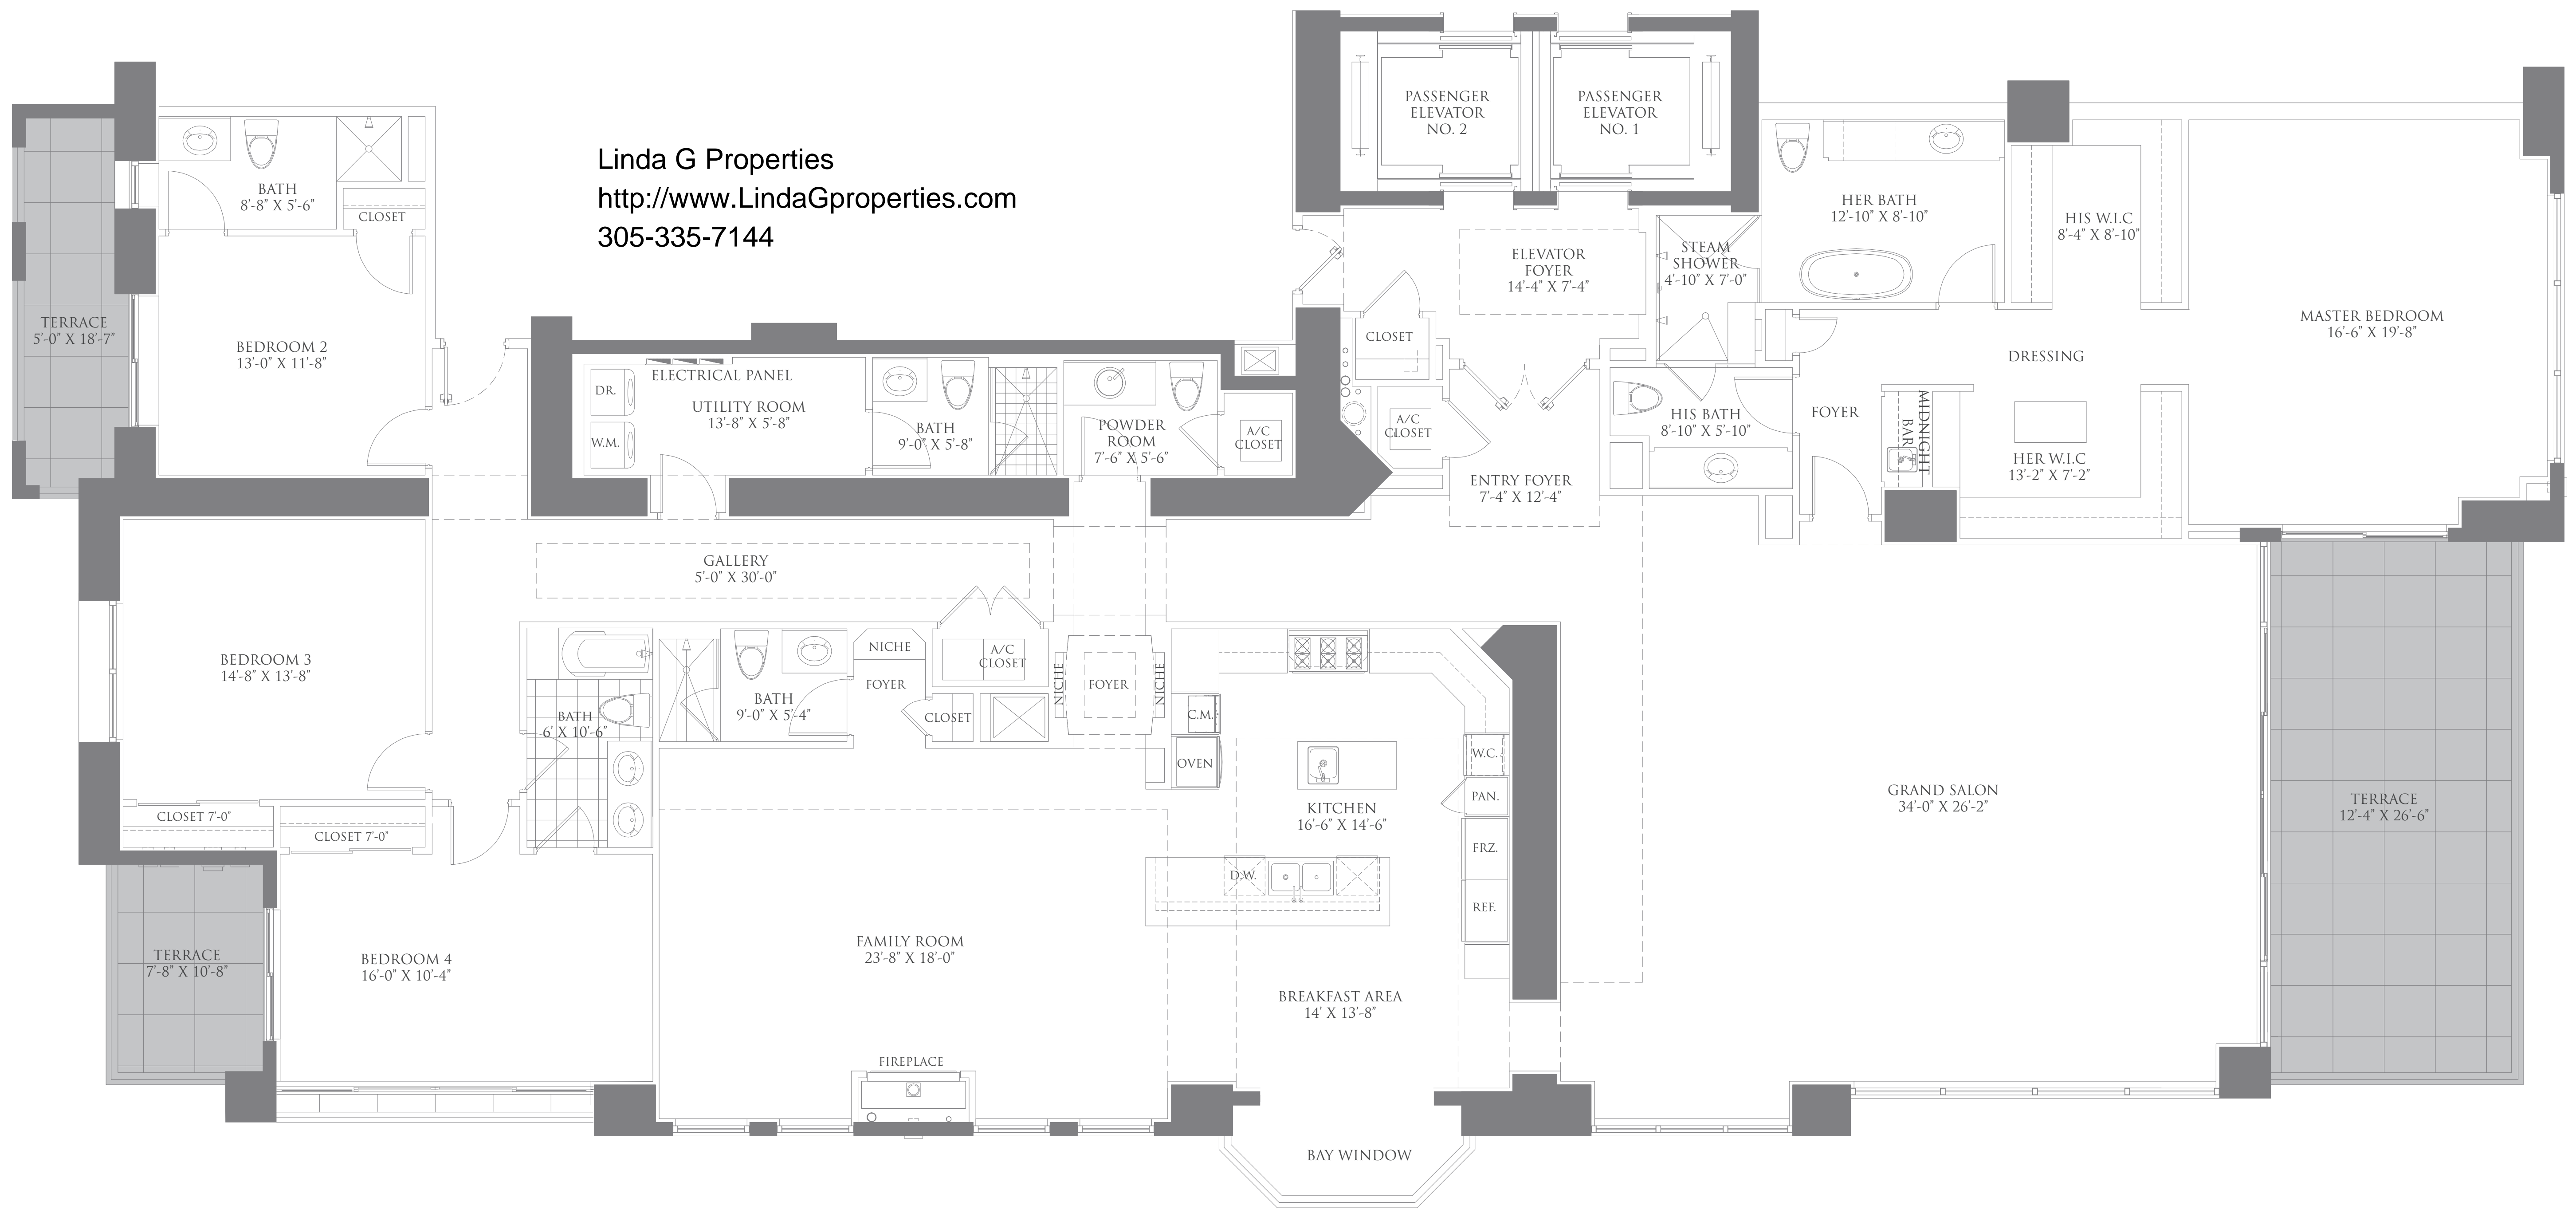 Linda G Properties
http://www.LindaGproperties.com
305-335-7144
PASSENGER
ELEVATOR
NO. 2
PASSENGER
ELEVATOR
NO. 1
BATH
8'-8" X 5'-6"
CLOSET
TERRACE
5'-0" X 18'-7"
BEDROOM 2
13'-0" X 11'-8"
ELEVATOR
FOYER
14'-4" X 7'-4"
STEAM
SHOWER
4'-10" X 7'-0"
HER BATH
12'-10" X 8'-10"
HIS W.I.C
8'-4" X 8'-10"
MASTER BEDROOM
16'-6" X 19'-8"
DRESSING
CLOSET
DR.
W.M.
ELECTRICAL PANEL
UTILITY ROOM
13'-8" X 5'-8"
BATH
9'-0" X 5'-8"
POWDER
ROOM
7'-6" X 5'-6"
A/C
CLOSET
A/C
CLOSET
HIS BATH
8'-10" X 5'-10"
FOYER
MIDNIGHT
BAR
HER W.I.C
13'-2" X 7'-2"
ENTRY FOYER
7'-4" X 12'-4"
GALLERY
5'-0" X 30'-0"
BEDROOM 3
14'-8" X 13'-8"
BATH
6' X 10'-6"
BATH
9'-0" X 5'-4"
NICHE
FOYER
A/C
CLOSET
CLOSET
NICHE
FOYER
NICHE
C.M.
OVEN
W.C.
PAN.
FRZ.
REF.
KITCHEN
16'-6" X 14'-6"
D.W.
GRAND SALON
34'-0" X 26'-2"
TERRACE
12'-4" X 26'-6"
CLOSET 7'-0"
CLOSET 7'-0"
TERRACE
7'-8" X 10'-8"
BEDROOM 4
16'-0" X 10'-4"
FAMILY ROOM
23'-8" X 18'-0"
BREAKFAST AREA
14' X 13'-8"
FIREPLACE
BAY WINDOW